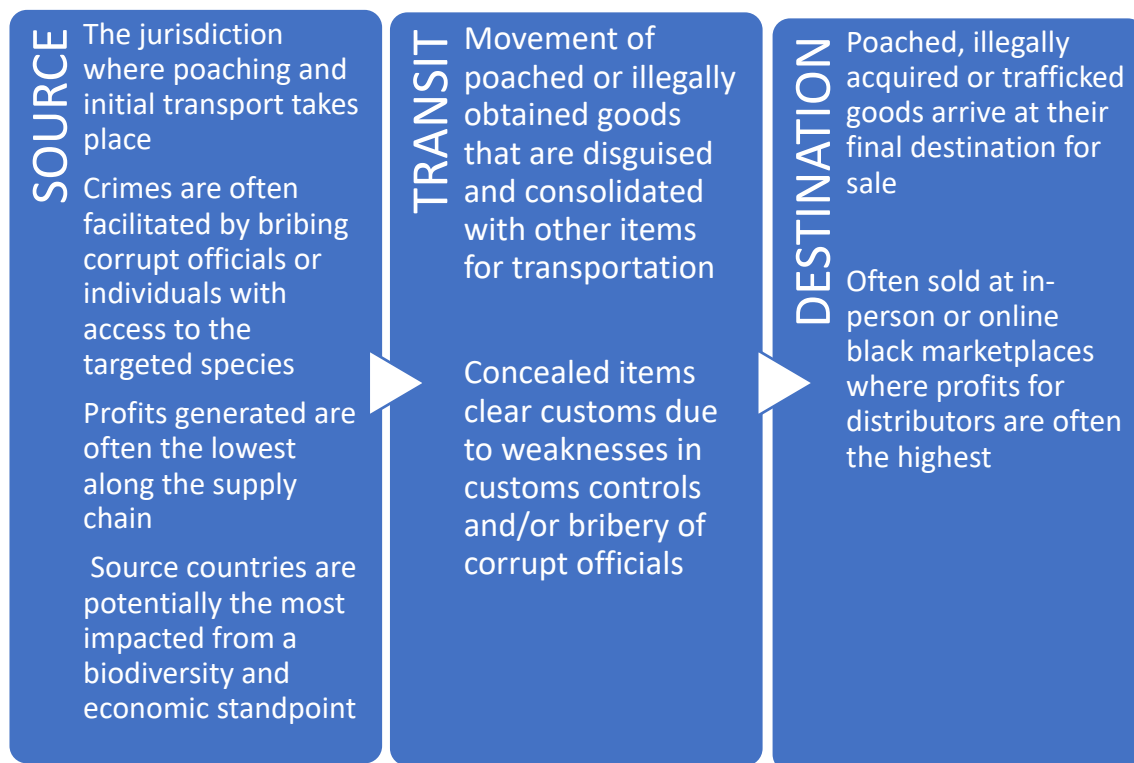 SOURCE
The jurisdiction
where poaching and
initial transport takes
place
Crimes are often
facilitated by bribing
corrupt officials or
individuals with
access to the
targeted species
Profits generated are
often the lowest
along the supply
chain
Source countries are
potentially the most
impacted from a
biodiversity and
economic standpoint
TRANSIT
Movement of
poached or illegally
obtained goods
that are disguised
and consolidated
with other items
for transportation
Concealed items
clear customs due
to weaknesses in
customs controls
and/or bribery of
corrupt officials
DESTINATION
Poached, illegally
acquired or trafficked
goods arrive at their
final destination for
sale
Often sold at in-
person or online
black marketplaces
where profits for
distributors are often
the highest